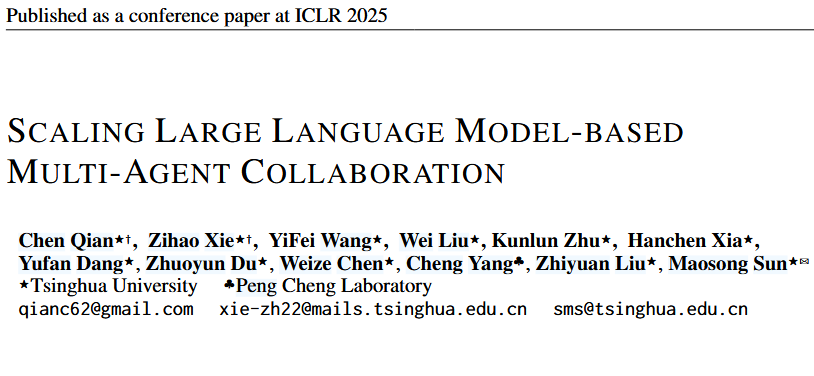 Published as a conference paper at ICLR 2025
SCALING LARGE LANGUAGE MODEL-BASED
MULTI-AGENT COLLABORATION
Chen Qian★†, Zihao Xie★†, YiFei Wang★, Wei Liu★, Kunlun Zhu★, Hanchen Xia★,
Yufan Dang★, Zhuoyun Du★, Weize Chen★, Cheng Yang♣, Zhiyuan Liu★, Maosong Sun★✉
★Tsinghua University ♣Peng Cheng Laboratory
qianc62@gmail.com xie-zh22@mails.tsinghua.edu.cn sms@tsinghua.edu.cn